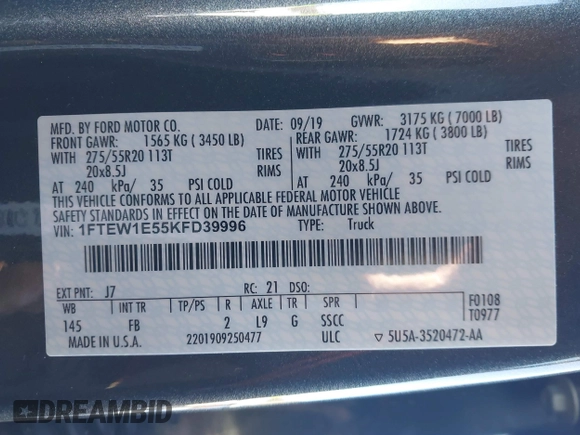 MFD. BY FORD MOTOR CO. DATE: 09/19 GVWR: 3175 KG ( 7000 LB)
FRONT GAWR: 1565 KG ( 3450 LB) REAR GAWR: 1724 KG ( 3800 LB)
WITH 275/55R20 113T TIRES WITH 275/55R20 113T TIRES
20x8.5J RIMS 20x8.5J RIMS
AT 240 kPa/ 35 PSI COLD AT 240 kPa/ 35 PSI COLD
THIS VEHICLE CONFORMS TO ALL APPLICABLE FEDERAL MOTOR VEHICLE
SAFETY STANDARDS IN EFFECT ON THE DATE OF MANUFACTURE SHOWN ABOVE.
VIN: 1FTEW1E55KFD39996 TYPE: Truck
EXT PNT: J7 RC: 21 DSO:
WB INT TR TP/PS R AXLE TR SPR F0108
145 FB 2 L9 G SSCC T0977
MADE IN U.S.A. 2201909250477 ULC 5U5A-3520472-AA
DREAMBID